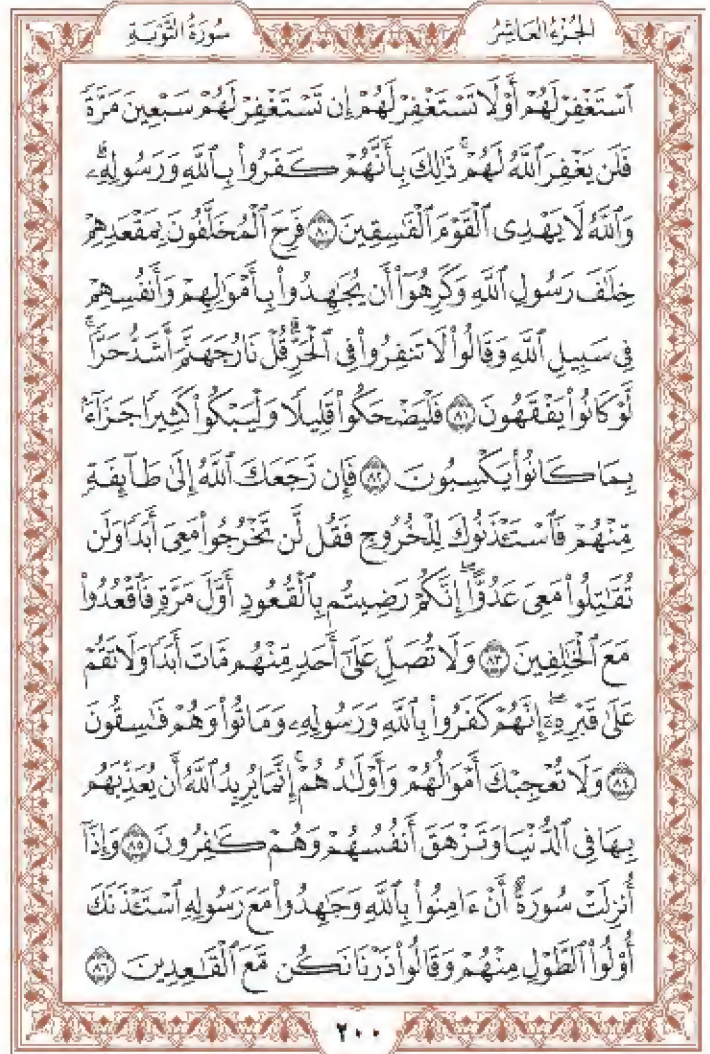 الجُزْءُ العَاشِرُ
سُورَةُ التَّوْبَةِ
ٱسْتَغْفِرْ لَهُمْ أَوْ لَا تَسْتَغْفِرْ لَهُمْ إِن تَسْتَغْفِرْ لَهُمْ سَبْعِينَ مَرَّةً
فَلَن يَغْفِرَ ٱللَّهُ لَهُمْ ۚ ذَٰلِكَ بِأَنَّهُمْ كَفَرُوا۟ بِٱللَّهِ وَرَسُولِهِۦ ۗ
وَٱللَّهُ لَا يَهْدِى ٱلْقَوْمَ ٱلْفَـٰسِقِينَ ۝٨٠ فَرِحَ ٱلْمُخَلَّفُونَ بِمَقْعَدِهِمْ
خِلَـٰفَ رَسُولِ ٱللَّهِ وَكَرِهُوٓا۟ أَن يُجَـٰهِدُوا۟ بِأَمْوَٰلِهِمْ وَأَنفُسِهِمْ
فِى سَبِيلِ ٱللَّهِ وَقَالُوا۟ لَا تَنفِرُوا۟ فِى ٱلْحَرِّ ۗ قُلْ نَارُ جَهَنَّمَ أَشَدُّ حَرًّا ۚ
لَّوْ كَانُوا۟ يَفْقَهُونَ ۝٨١ فَلْيَضْحَكُوا۟ قَلِيلًا وَلْيَبْكُوا۟ كَثِيرًا جَزَآءًۢ
بِمَا كَانُوا۟ يَكْسِبُونَ ۝٨٢ فَإِن رَّجَعَكَ ٱللَّهُ إِلَىٰ طَآئِفَةٍ
مِّنْهُمْ فَٱسْتَـْٔذَنُوكَ لِلْخُرُوجِ فَقُل لَّن تَخْرُجُوا۟ مَعِىَ أَبَدًا وَلَن
تُقَـٰتِلُوا۟ مَعِىَ عَدُوًّا ۖ إِنَّكُمْ رَضِيتُم بِٱلْقُعُودِ أَوَّلَ مَرَّةٍ فَٱقْعُدُوا۟
مَعَ ٱلْخَـٰلِفِينَ ۝٨٣ وَلَا تُصَلِّ عَلَىٰٓ أَحَدٍ مِّنْهُم مَّاتَ أَبَدًا وَلَا تَقُمْ
عَلَىٰ قَبْرِهِۦٓ ۖ إِنَّهُمْ كَفَرُوا۟ بِٱللَّهِ وَرَسُولِهِۦ وَمَاتُوا۟ وَهُمْ فَـٰسِقُونَ
۝٨٤ وَلَا تُعْجِبْكَ أَمْوَٰلُهُمْ وَأَوْلَـٰدُهُمْ ۚ إِنَّمَا يُرِيدُ ٱللَّهُ أَن يُعَذِّبَهُم
بِهَا فِى ٱلدُّنْيَا وَتَزْهَقَ أَنفُسُهُمْ وَهُمْ كَـٰفِرُونَ ۝٨٥ وَإِذَآ
أُنزِلَتْ سُورَةٌ أَنْ ءَامِنُوا۟ بِٱللَّهِ وَجَـٰهِدُوا۟ مَعَ رَسُولِهِ ٱسْتَـْٔذَنَكَ
أُو۟لُوا۟ ٱلطَّوْلِ مِنْهُمْ وَقَالُوا۟ ذَرْنَا نَكُن مَّعَ ٱلْقَـٰعِدِينَ ۝٨٦
٢٠٠